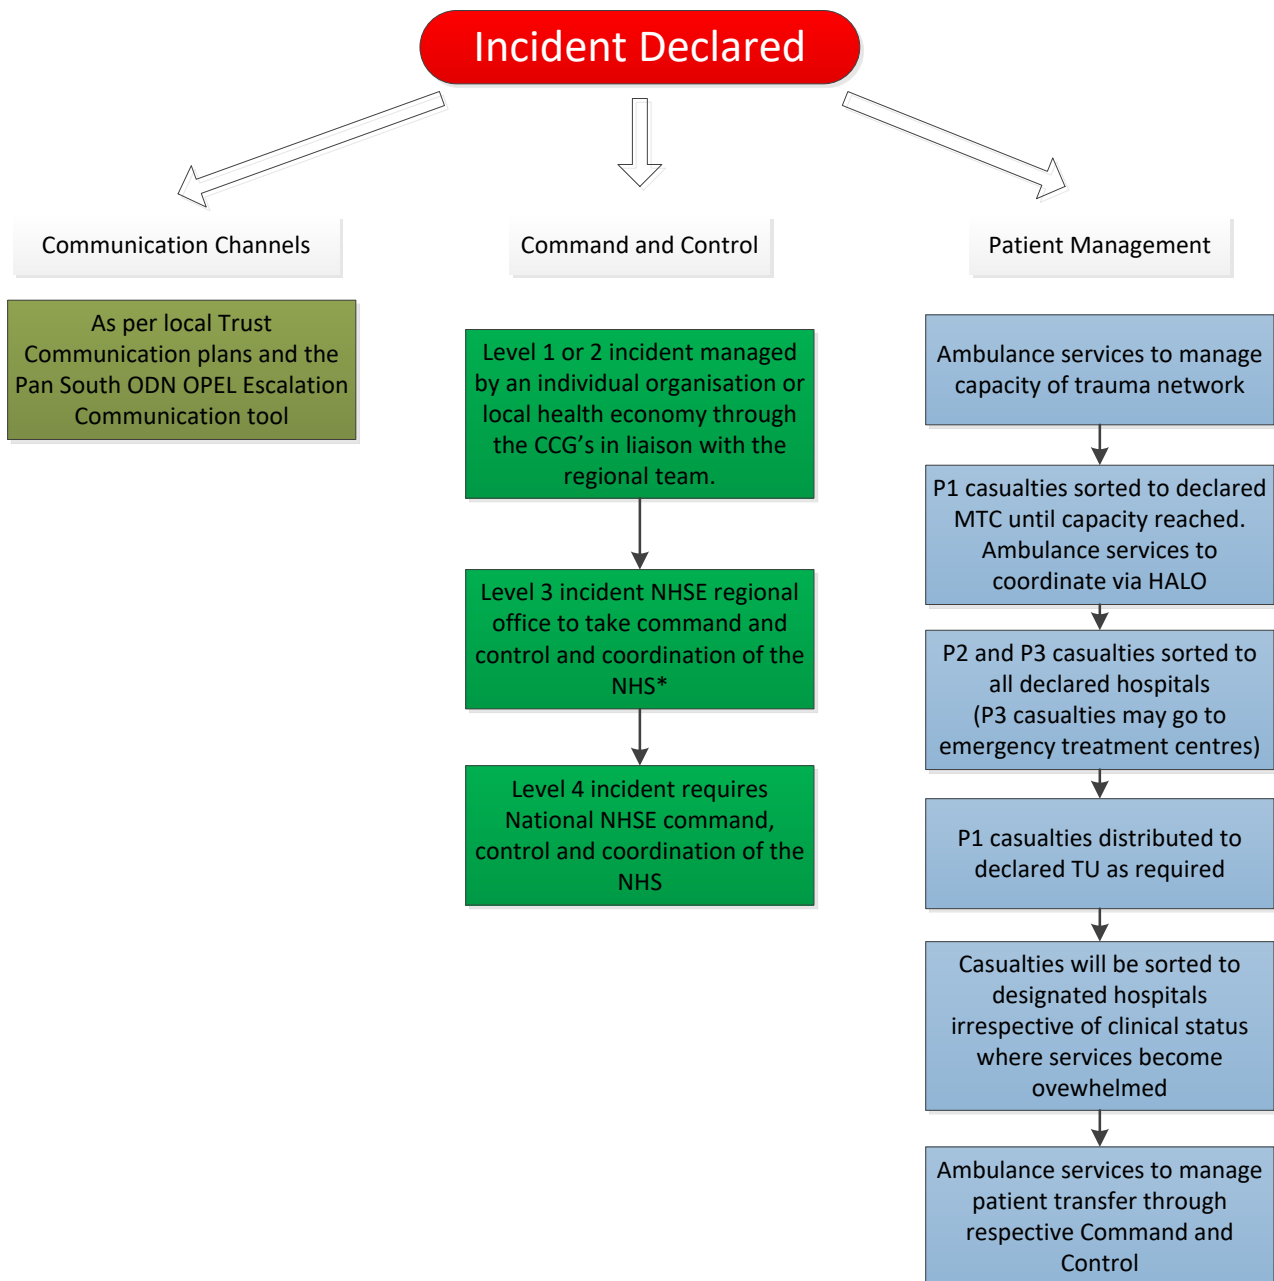 Incident Declared
Communication Channels
As per local Trust
Communication plans and the
Pan South ODN OPEL Escalation
Communication tool
Command and Control
Level 1 or 2 incident managed
by an individual organisation or
local health economy through
the CCG’s in liaison with the
regional team.
Level 3 incident NHSE regional
office to take command and
control and coordination of the
NHS*
Level 4 incident requires
National NHSE command,
control and coordination of the
NHS
Patient Management
Ambulance services to manage
capacity of trauma network
P1 casualties sorted to declared
MTC until capacity reached.
Ambulance services to
coordinate via HALO
P2 and P3 casualties sorted to
all declared hospitals
(P3 casualties may go to
emergency treatment centres)
P1 casualties distributed to
declared TU as required
Casualties will be sorted to
designated hospitals
irrespective of clinical status
where services become
ovewhelmed
Ambulance services to manage
patient transfer through
respective Command and
Control